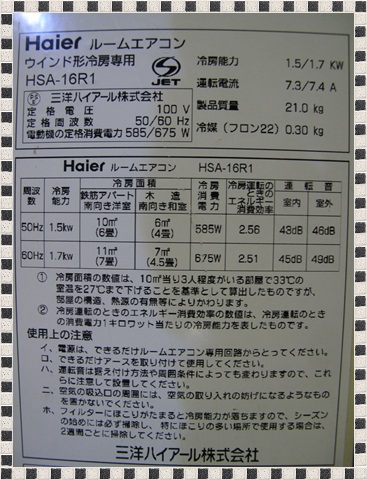 Haier ルームエアコン
ウインド形冷房専用
HSA-16R1
JET
PSE 三洋ハイアール株式会社
定格電圧 100 V
定格周波数 50/60 Hz
電動機の定格消費電力 585/675 W
冷房能力 1.5/1.7 KW
運転電流 7.3/7.4 A
製品質量 21.0 kg
冷媒(フロン22) 0.30 kg
Haier ルームエアコン HSA-16R1
周波数 冷房能力 冷房面積 鉄筋アパート南向き洋室 木造南向き和室 冷房消費電力 冷房運転のときのエネルギー消費効率 運転音 室内 室外
50Hz 1.5kw 10㎡(6畳) 6㎡(4畳) 585W 2.56 43dB 46dB
60Hz 1.7kw 11㎡(7畳) 7㎡(4.5畳) 675W 2.51 45dB 49dB
① 冷房面積の数値は、10㎡当り3人程度がいる部屋で33℃の
室温を27℃まで下げることを基準として算出したものですが、
部屋の構造、熱源の有無等によりかわります。
② 冷房運転のときのエネルギー消費効率の数値は、冷房運転のとき
の消費電力1キロワット当たりの冷房能力を表したものです。
使用上の注意
イ、電源は、できるだけルームエアコン専用回路からとってください。
ロ、できるだけアースを取り付けて使用してください。
ハ、運転音は据え付け方法や周囲条件によっても変わりますので、これ
らに注意して設置してください。
ニ、空気の吸込口の周囲には、空気の取り入れの妨げになるようなもの
を置かないでください。
ホ、フィルターにほこりがたまると冷房能力が落ちますので、シーズン
の始めには必ず掃除し、特にほこりの多い場所で使用する場合は、
2週間ごとに掃除してください。
三洋ハイアール株式会社